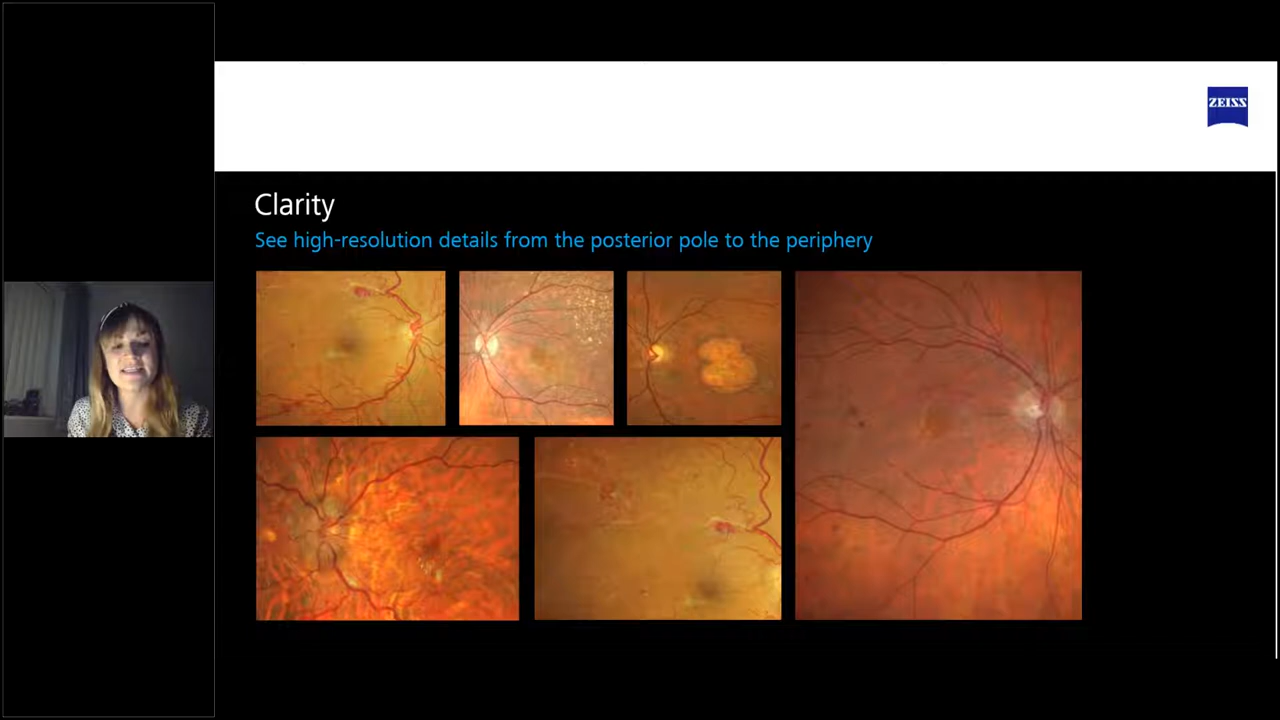 ZEISS
Clarity
See high-resolution details from the posterior pole to the periphery